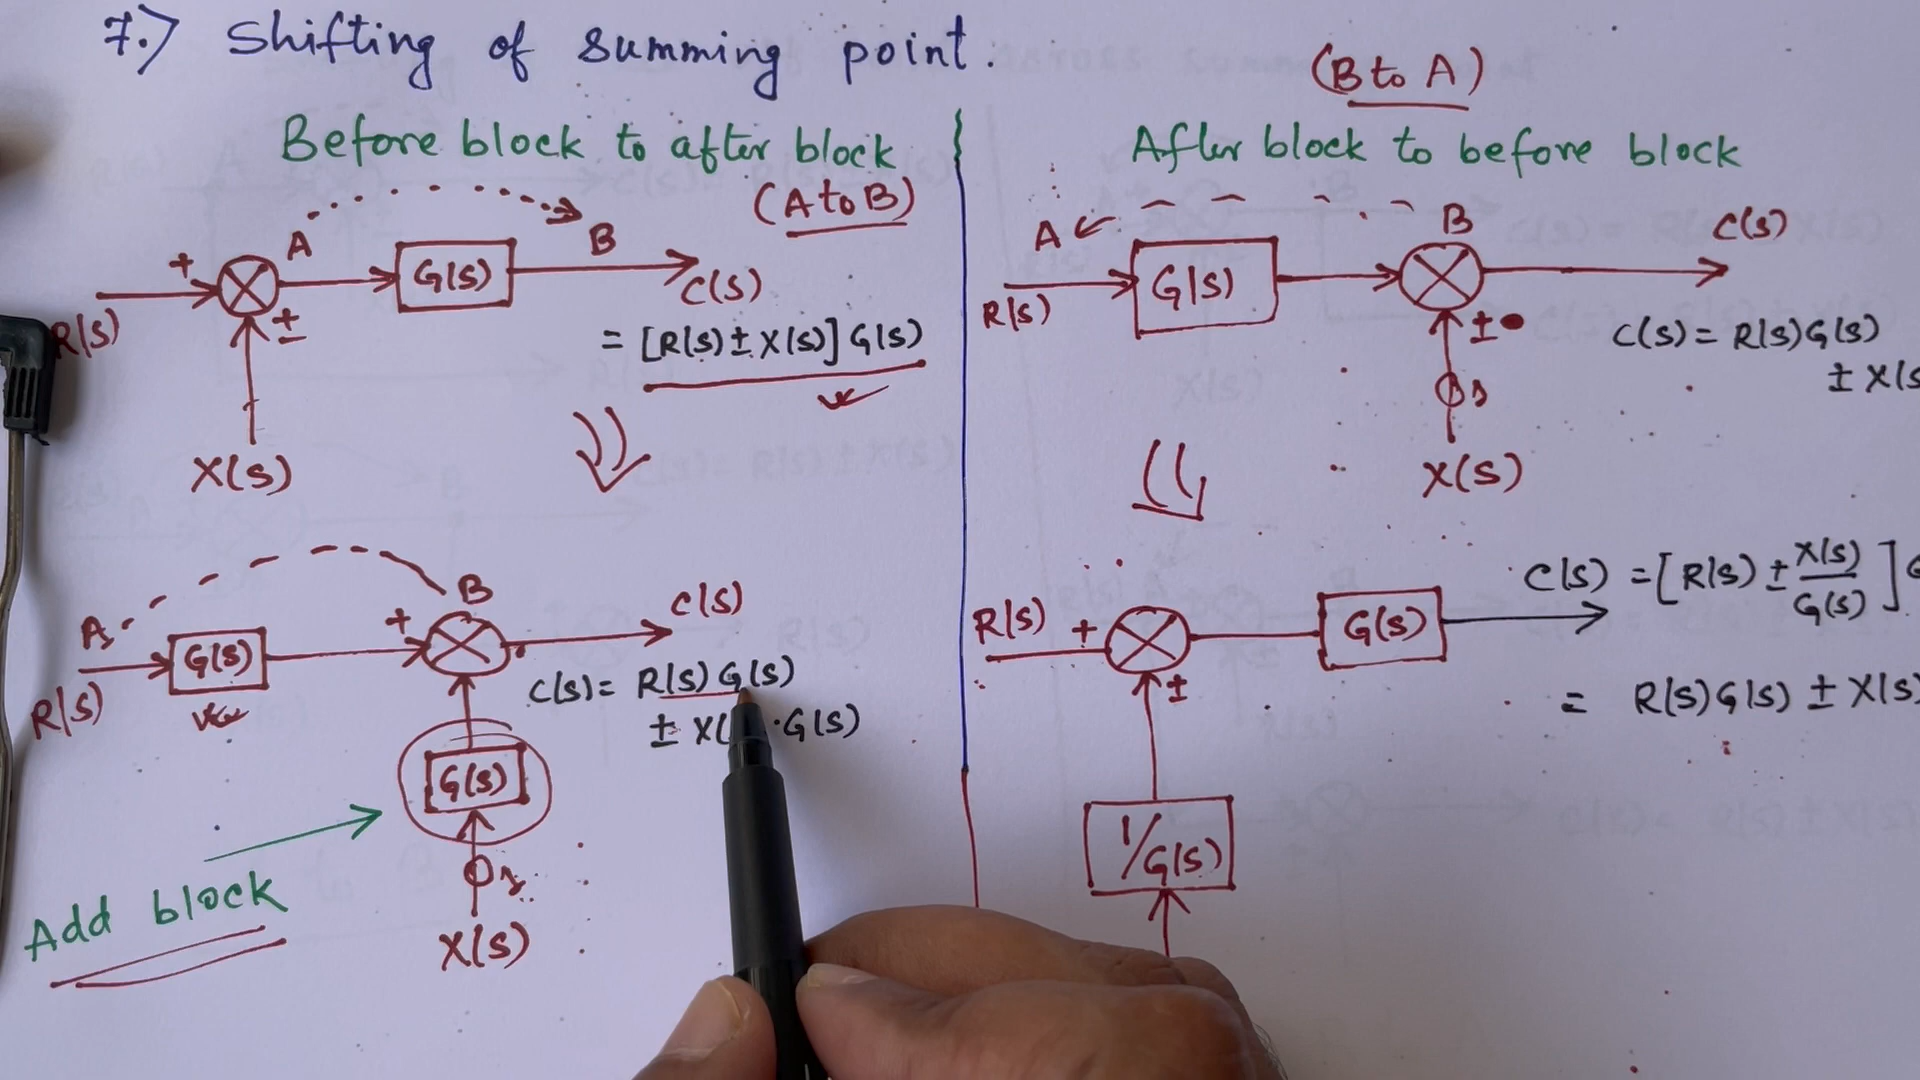 7.) Shifting of summing point.
Before block to after block
(A to B)
A
B
+
±
R(s)
G(s)
C(s)
= [R(s) ± X(s)] G(s)
X(s)
A
B
+
R(s)
G(s)
C(s)
C(s) = R(s) G(s)
± X( · G(s)
G(s)
X(s)
Add block
(B to A)
After block to before block
A
B
R(s)
G(s)
C(s)
±
C(s) = R(s) G(s)
± X(s
X(s)
R(s)
+
±
G(s)
C(s) = [R(s) ± X(s)/G(s)] G
= R(s) G(s) ± X(s)
1/G(s)